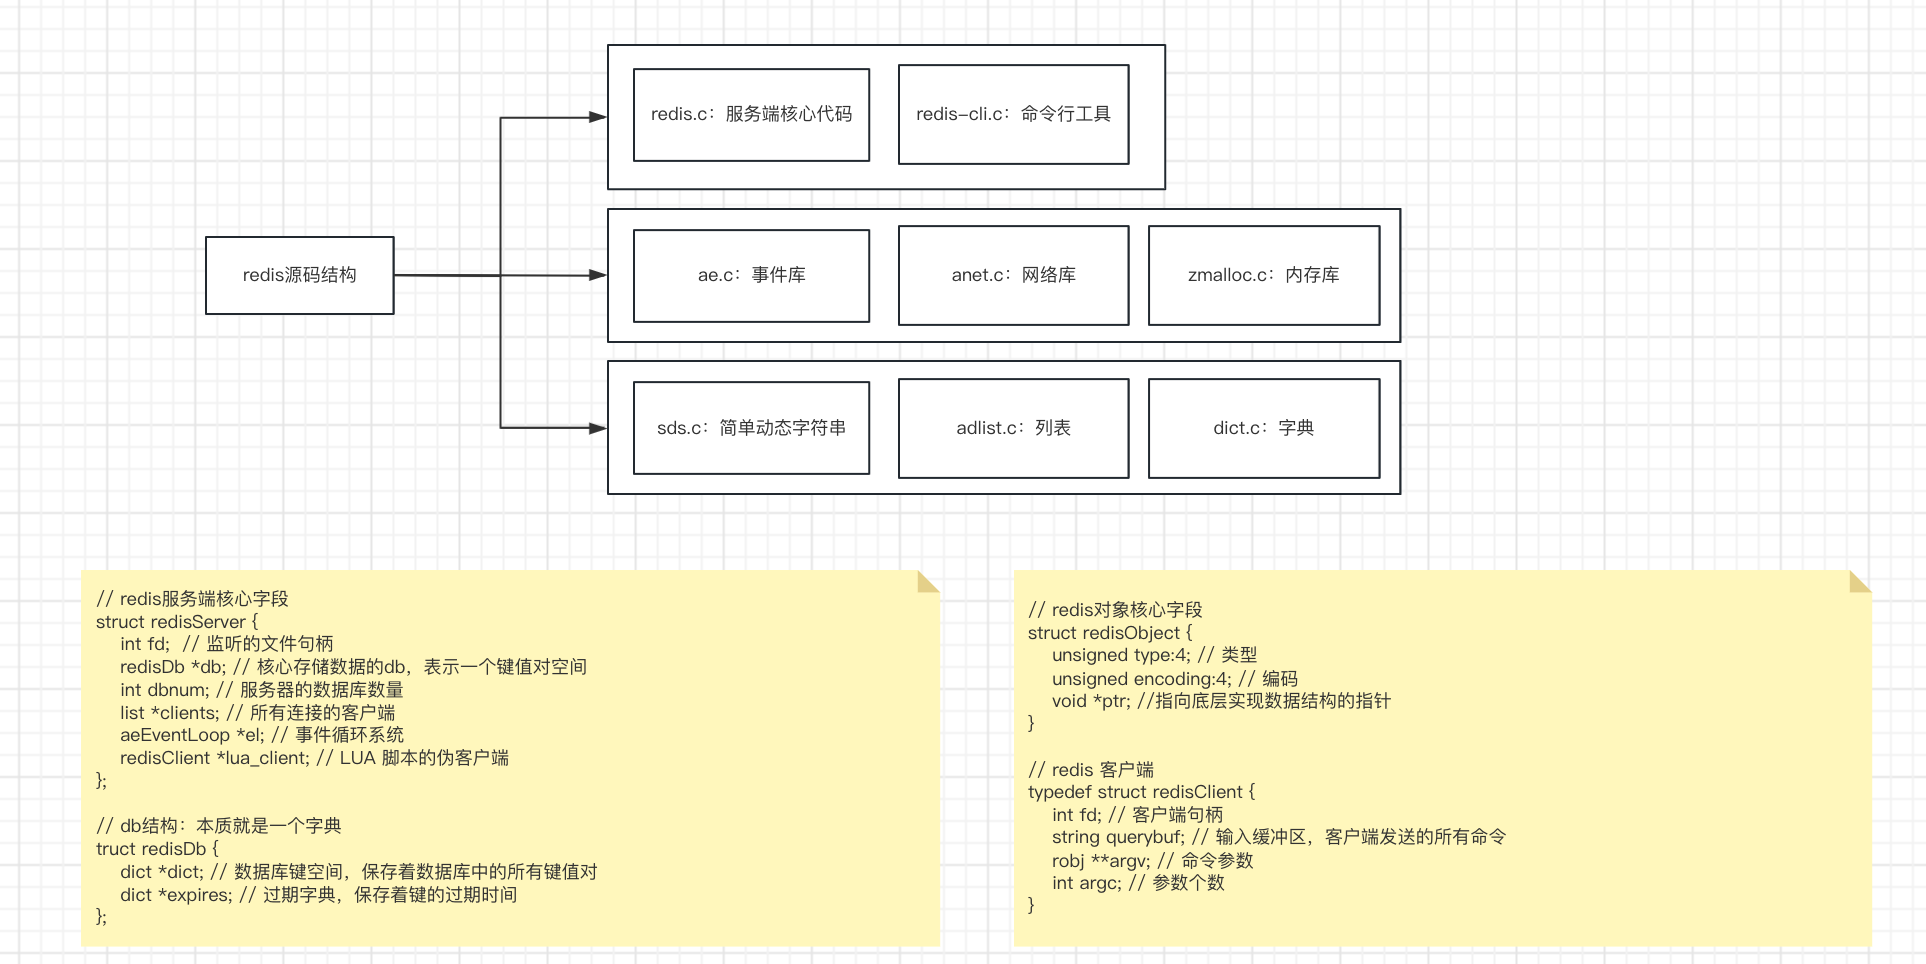 redis.c：服务端核心代码
redis-cli.c：命令行工具
redis源码结构
ae.c：事件库
anet.c：网络库
zmalloc.c：内存库
sds.c：简单动态字符串
adlist.c：列表
dict.c：字典
// redis服务端核心字段
struct redisServer {
int fd;  // 监听的文件句柄
redisDb *db; // 核心存储数据的db，表示一个键值对空间
int dbnum; // 服务器的数据库数量
list *clients; // 所有连接的客户端
aeEventLoop *el; // 事件循环系统
redisClient *lua_client; // LUA 脚本的伪客户端
};
// db结构：本质就是一个字典
truct redisDb {
dict *dict; // 数据库键空间，保存着数据库中的所有键值对
dict *expires; // 过期字典，保存着键的过期时间
};
// redis对象核心字段
struct redisObject {
unsigned type:4; // 类型
unsigned encoding:4; // 编码
void *ptr; //指向底层实现数据结构的指针
}
// redis 客户端
typedef struct redisClient {
int fd; // 客户端句柄
string querybuf; // 输入缓冲区，客户端发送的所有命令
robj **argv; // 命令参数
int argc; // 参数个数
}